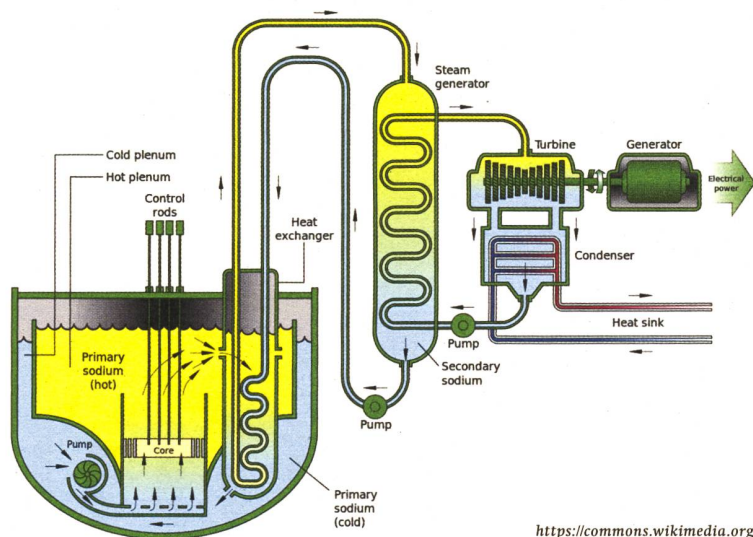 Steam
generator
Cold plenum
Hot plenum
Control
rods
Turbine
Generator
Electrical
power
Heat
exchanger
Condenser
Primary
sodium
(hot)
Heat sink
Pump
Secondary
sodium
Pump
Pump
Core
Primary
sodium
(cold)
https://commons.wikimedia.org